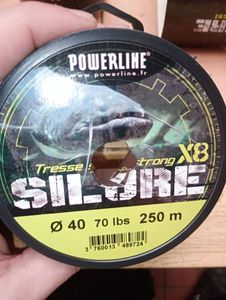 POWERLINE®
www.powerline.fr
Tresse strong X8
SILURE
Ø 40 70 lbs 250 m
3 760013 489724